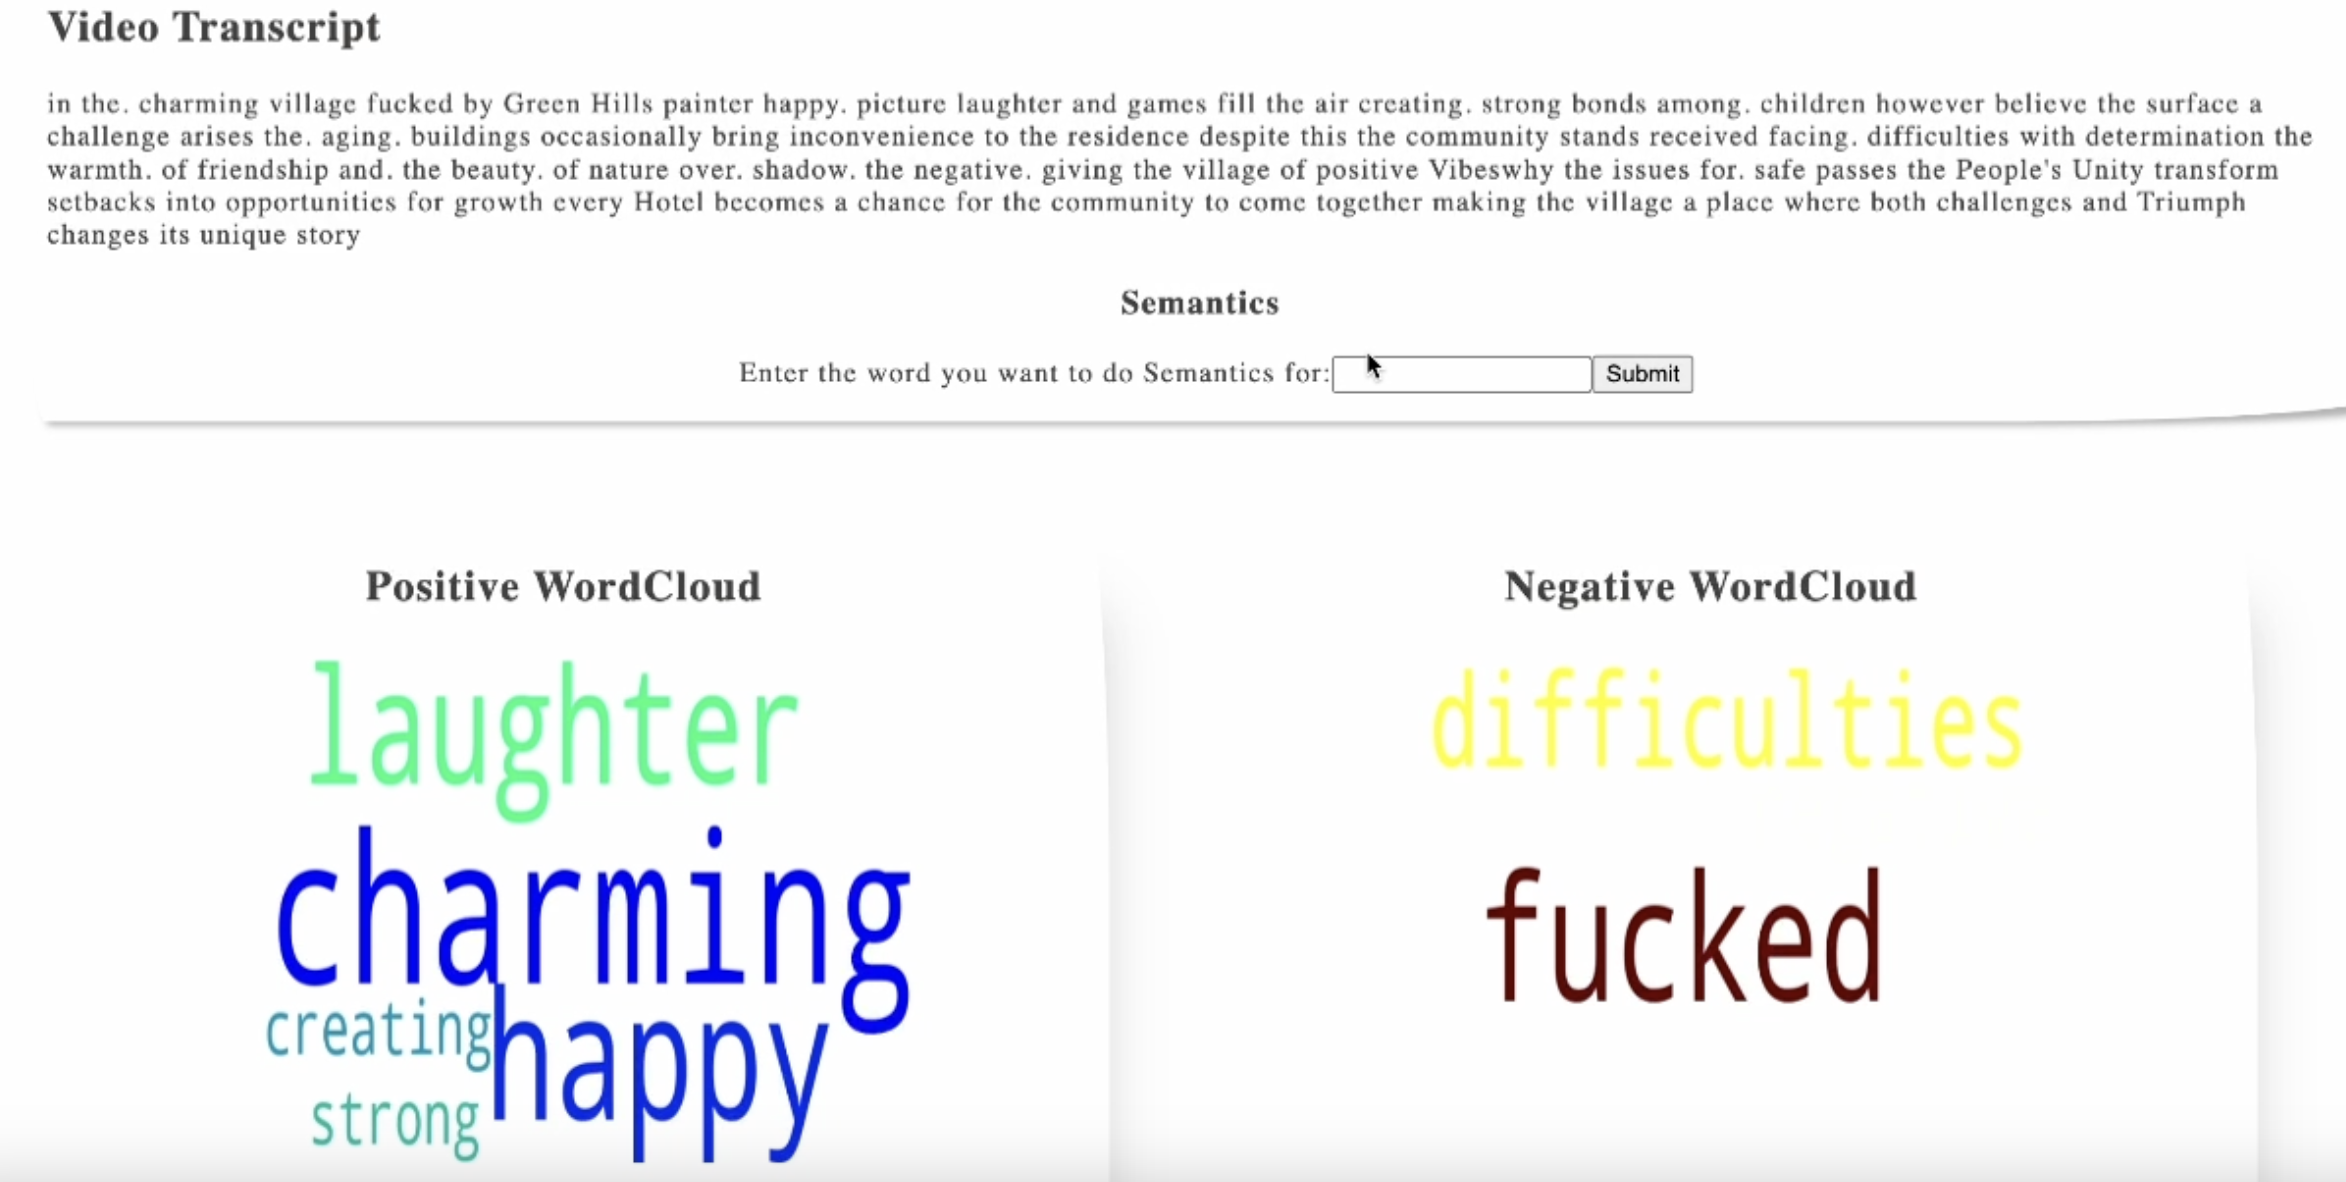 Video Transcript
in the. charming village fucked by Green Hills painter happy. picture laughter and games fill the air creating. strong bonds among. children however believe the surface a
challenge arises the. aging. buildings occasionally bring inconvenience to the residence despite this the community stands received facing. difficulties with determination the
warmth. of friendship and. the beauty. of nature over. shadow. the negative. giving the village of positive Vibeswhy the issues for. safe passes the People's Unity transform
setbacks into opportunities for growth every Hotel becomes a chance for the community to come together making the village a place where both challenges and Triumph
changes its unique story
Semantics
Enter the word you want to do Semantics for: Submit
Positive WordCloud
laughter
charming
creating
happy
strong
Negative WordCloud
difficulties
fucked